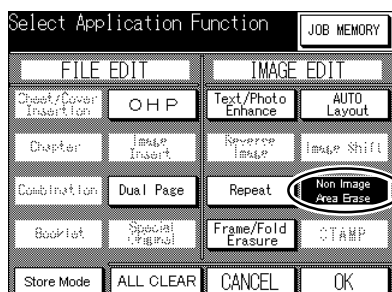 Select Application Function
JOB MEMORY
FILE EDIT
IMAGE EDIT
Sheet/Cover
Insertion
OHP
Text/Photo
Enhance
AUTO
Layout
Chapter
Image
Insert
Reverse
Image
Image Shift
Combination
Dual Page
Repeat
Non Image
Area Erase
Booklet
Special
Original
Frame/Fold
Erasure
STAMP
Store Mode
ALL CLEAR
CANCEL
OK